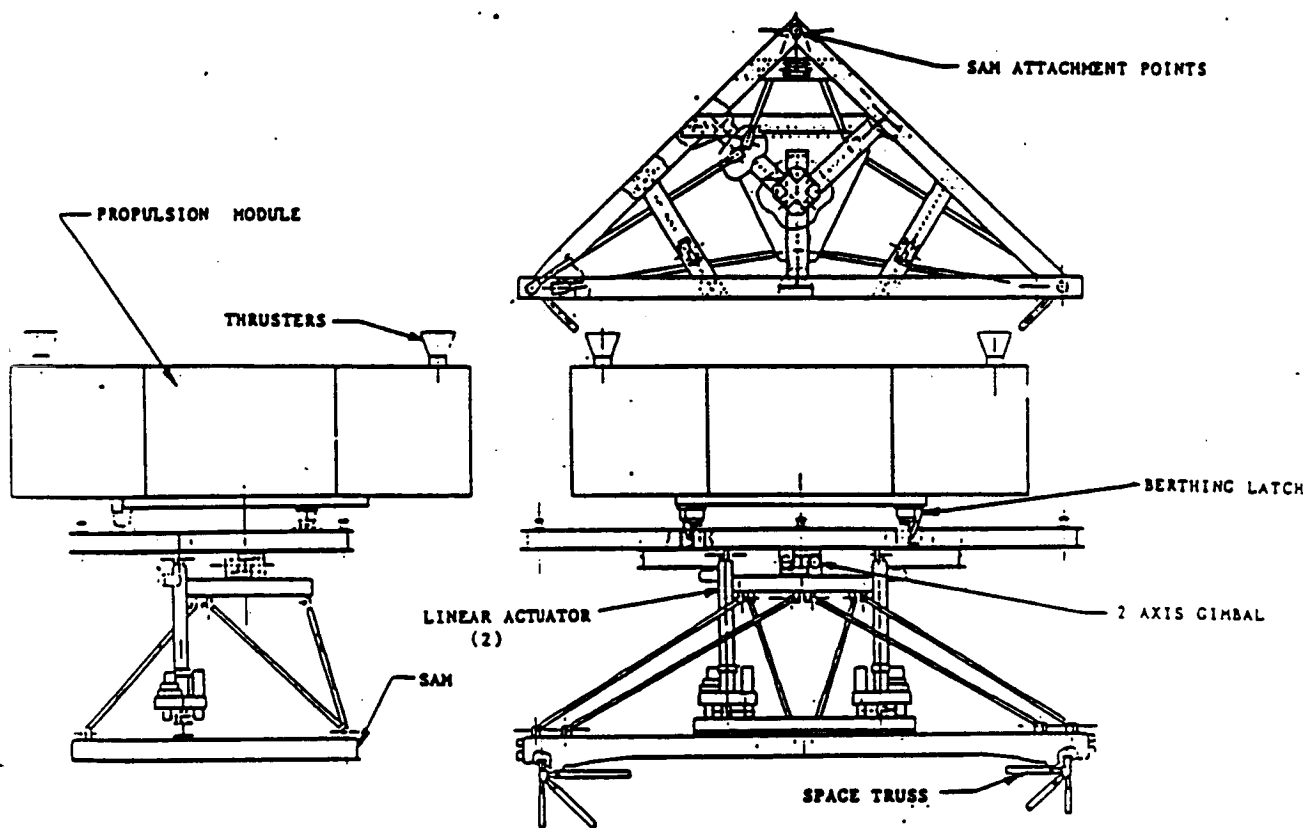 SAM ATTACHMENT POINTS
PROPULSION MODULE
THRUSTERS
BERTHING LATCH
LINEAR ACTUATOR
(2)
2 AXIS GIMBAL
SAM
SPACE TRUSS